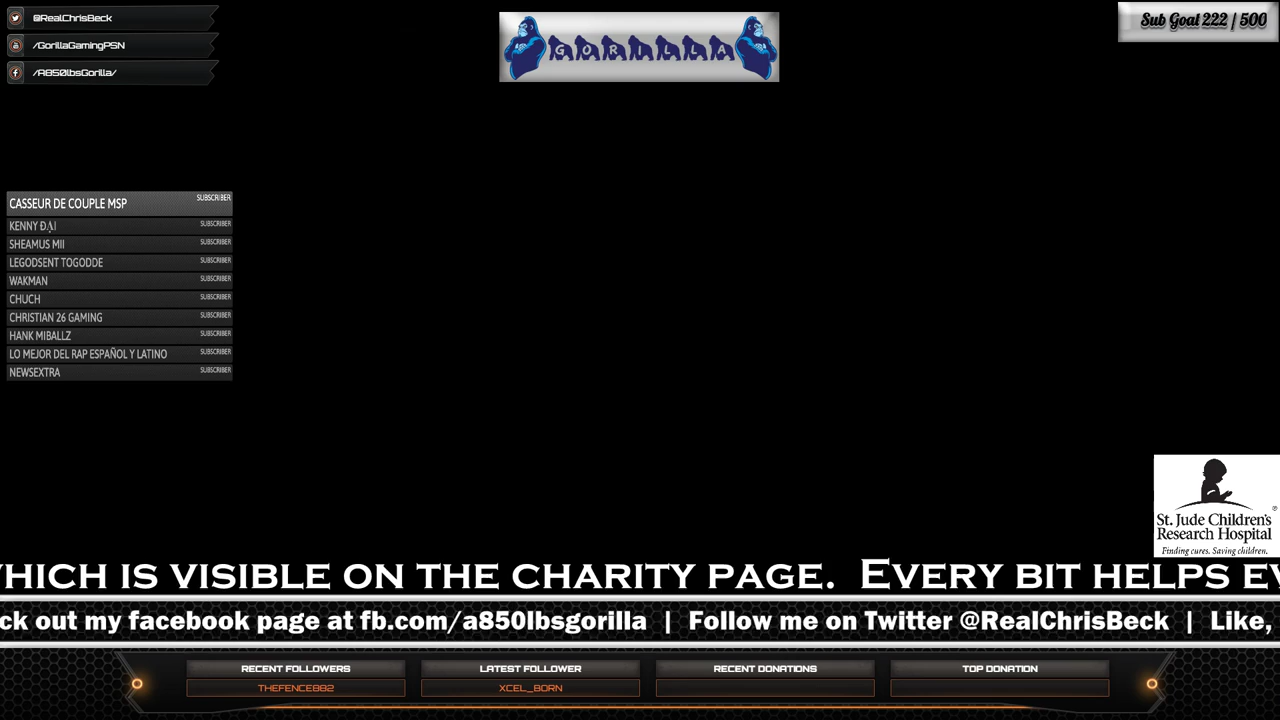 @RealChrisBeck
/GorillaGamingPSN
/A850lbsGorilla/
GORILLA
Sub Goal 222 / 500
CASSEUR DE COUPLE MSP SUBSCRIBER
KENNY ĐẠI SUBSCRIBER
SHEAMUS MII SUBSCRIBER
LEGODSENT TOGODDE SUBSCRIBER
WAKMAN SUBSCRIBER
CHUCH SUBSCRIBER
CHRISTIAN 26 GAMING SUBSCRIBER
HANK MIBALLZ SUBSCRIBER
LO MEJOR DEL RAP ESPAÑOL Y LATINO SUBSCRIBER
NEWSEXTRA SUBSCRIBER
St. Jude Children's
Research Hospital
Finding cures. Saving children.
WHICH IS VISIBLE ON THE CHARITY PAGE. EVERY BIT HELPS EV
ck out my facebook page at fb.com/a850lbsgorilla | Follow me on Twitter @RealChrisBeck | Like,
RECENT FOLLOWERS LATEST FOLLOWER RECENT DONATIONS TOP DONATION
THEFENCE882 XCEL_BORN